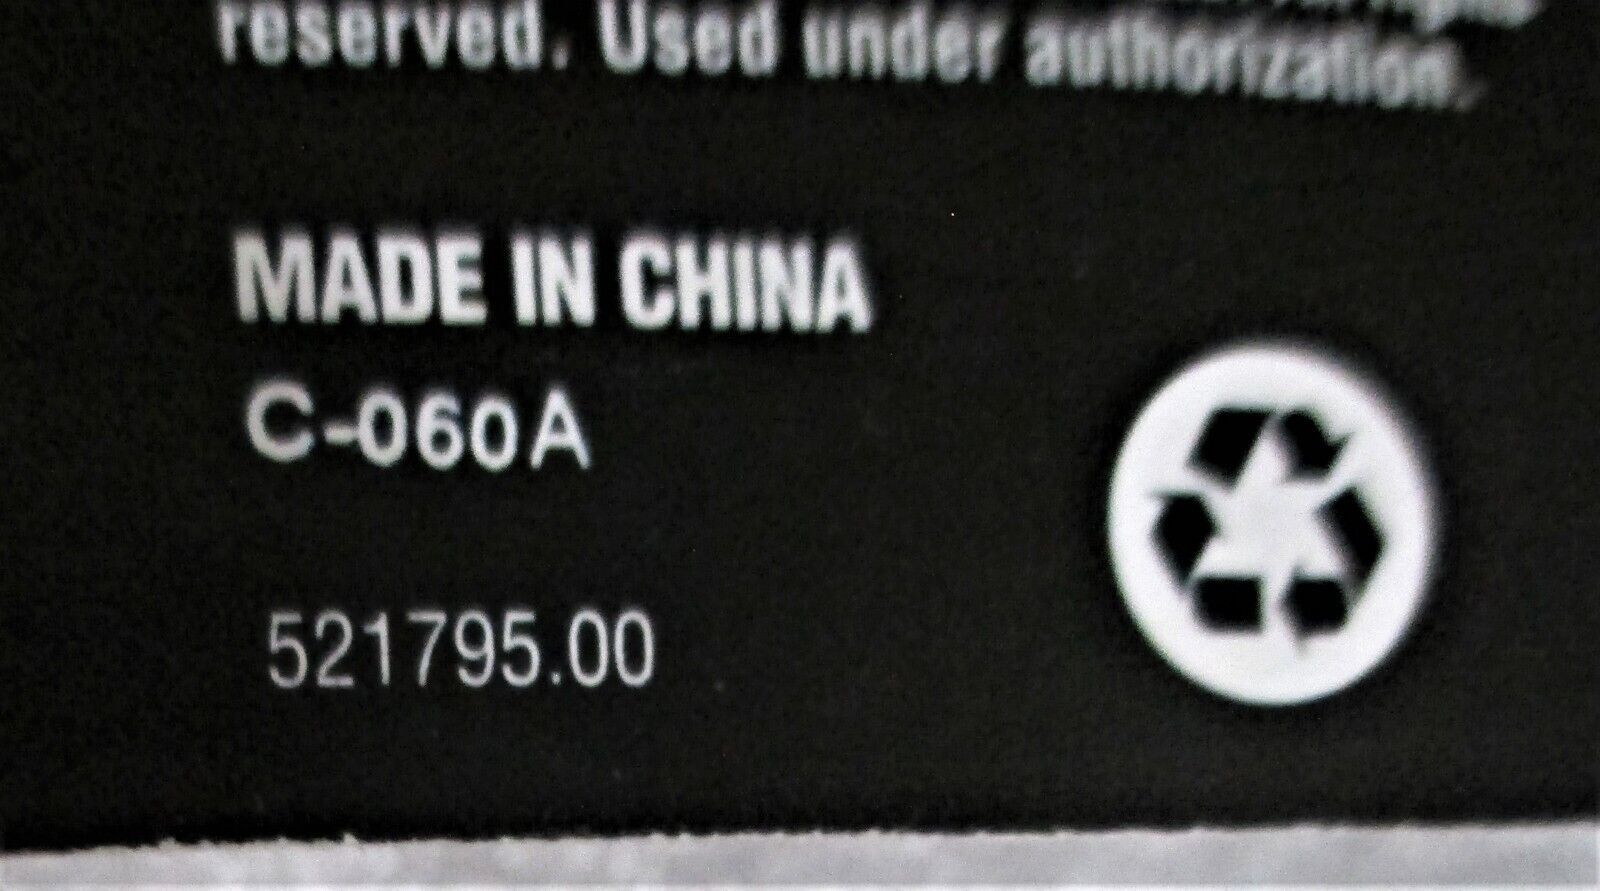 reserved. Used under authorization.
MADE IN CHINA
C-060A
521795.00